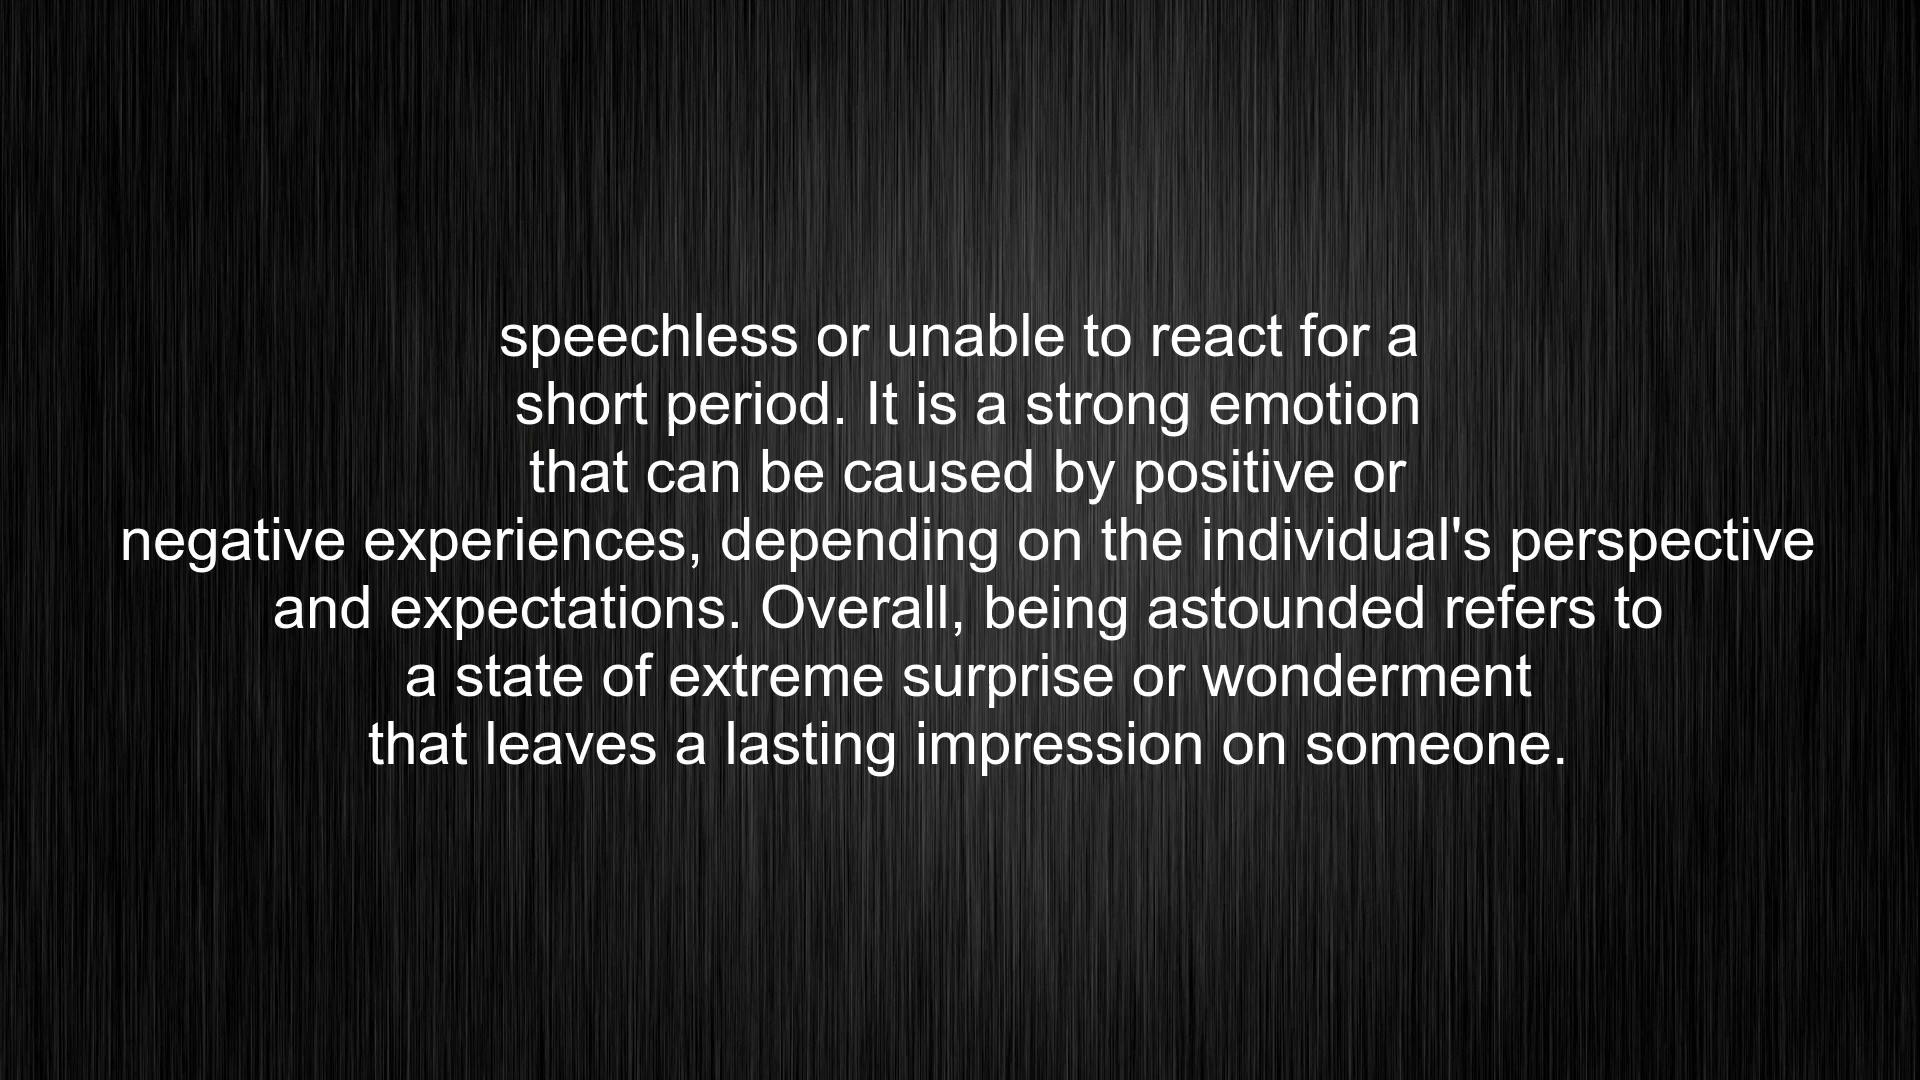 speechless or unable to react for a
short period. It is a strong emotion
that can be caused by positive or
negative experiences, depending on the individual's perspective
and expectations. Overall, being astounded refers to
a state of extreme surprise or wonderment
that leaves a lasting impression on someone.